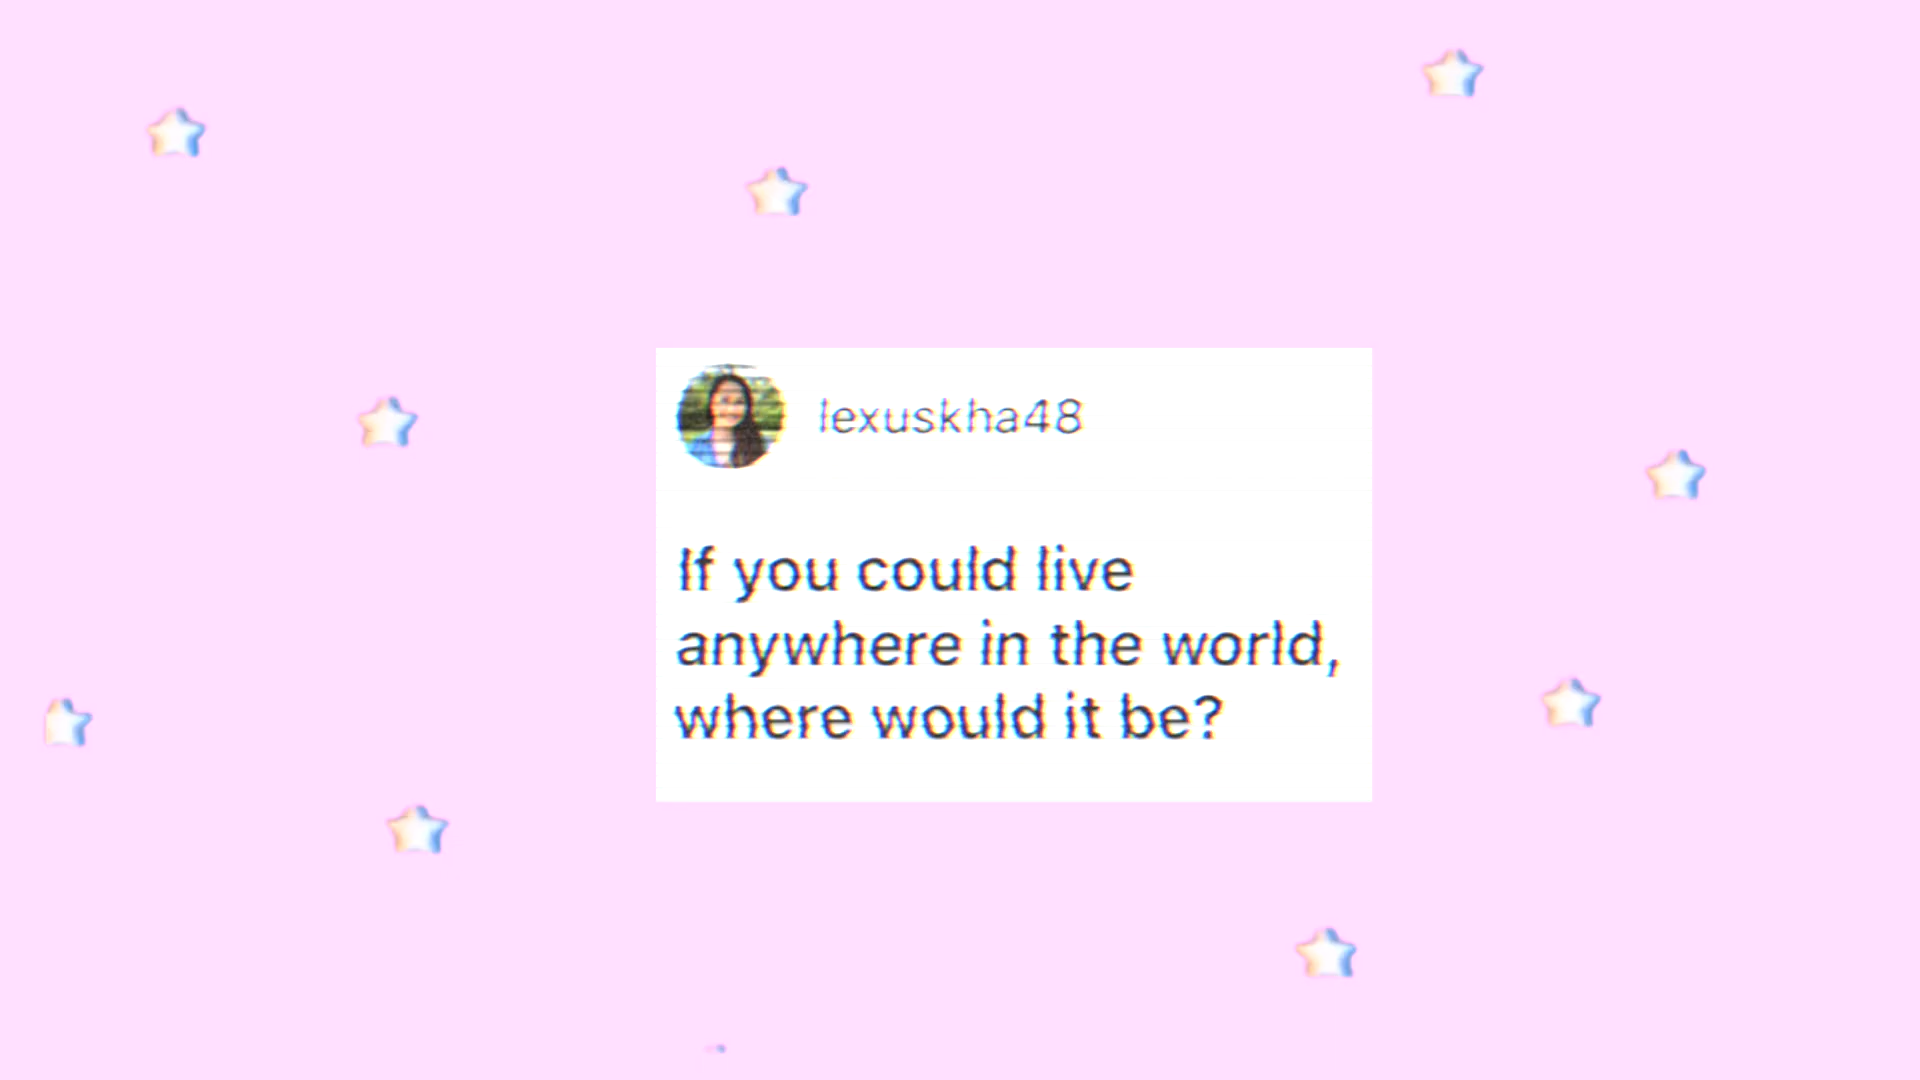 lexuskha48
If you could live
anywhere in the world,
where would it be?